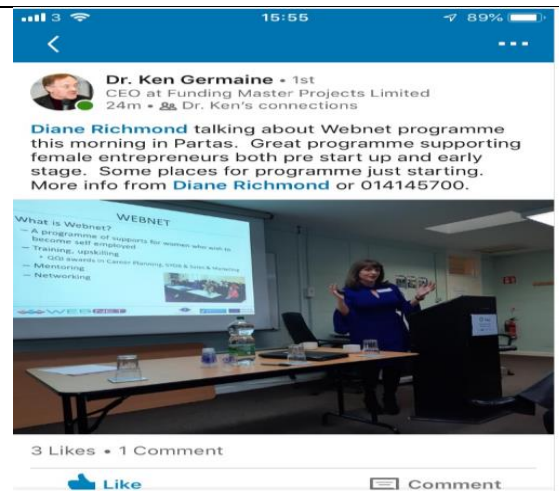 3 15:55 89%
Dr. Ken Germaine • 1st
CEO at Funding Master Projects Limited
24m • Dr. Ken's connections
Diane Richmond talking about Webnet programme
this morning in Partas. Great programme supporting
female entrepreneurs both pre start up and early
stage. Some places for programme just starting.
More info from Diane Richmond or 014145700.
WEBNET
What is Webnet?
– A programme of supports for women who wish to
become self employed
– Training, upskilling
• QQI awards in Career Planning, & Sales & Marketing
– Mentoring
– Networking
WEBNET
3 Likes • 1 Comment
Like Comment